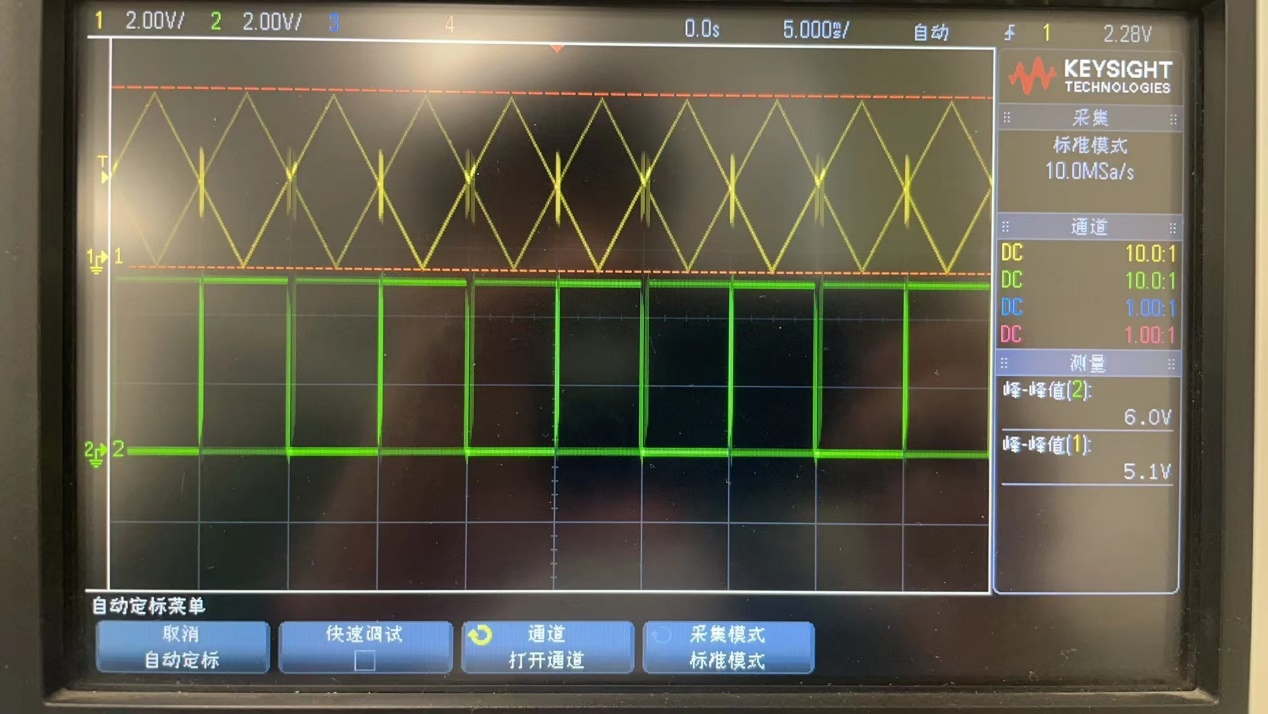 1 2.00V/ 2 2.00V/ 3 4 0.0s 5.000ms/ 自动 1 2.28V
KEYSIGHT
TECHNOLOGIES
采集
标准模式
10.0MSa/s
通道
DC 10.0:1
DC 10.0:1
DC 1.00:1
DC 1.00:1
测量
峰-峰值(2):
6.0V
峰-峰值(1):
5.1V
T
1 1
2 2
自动定标菜单
取消
自动定标
快速调试
通道
打开通道
采集模式
标准模式